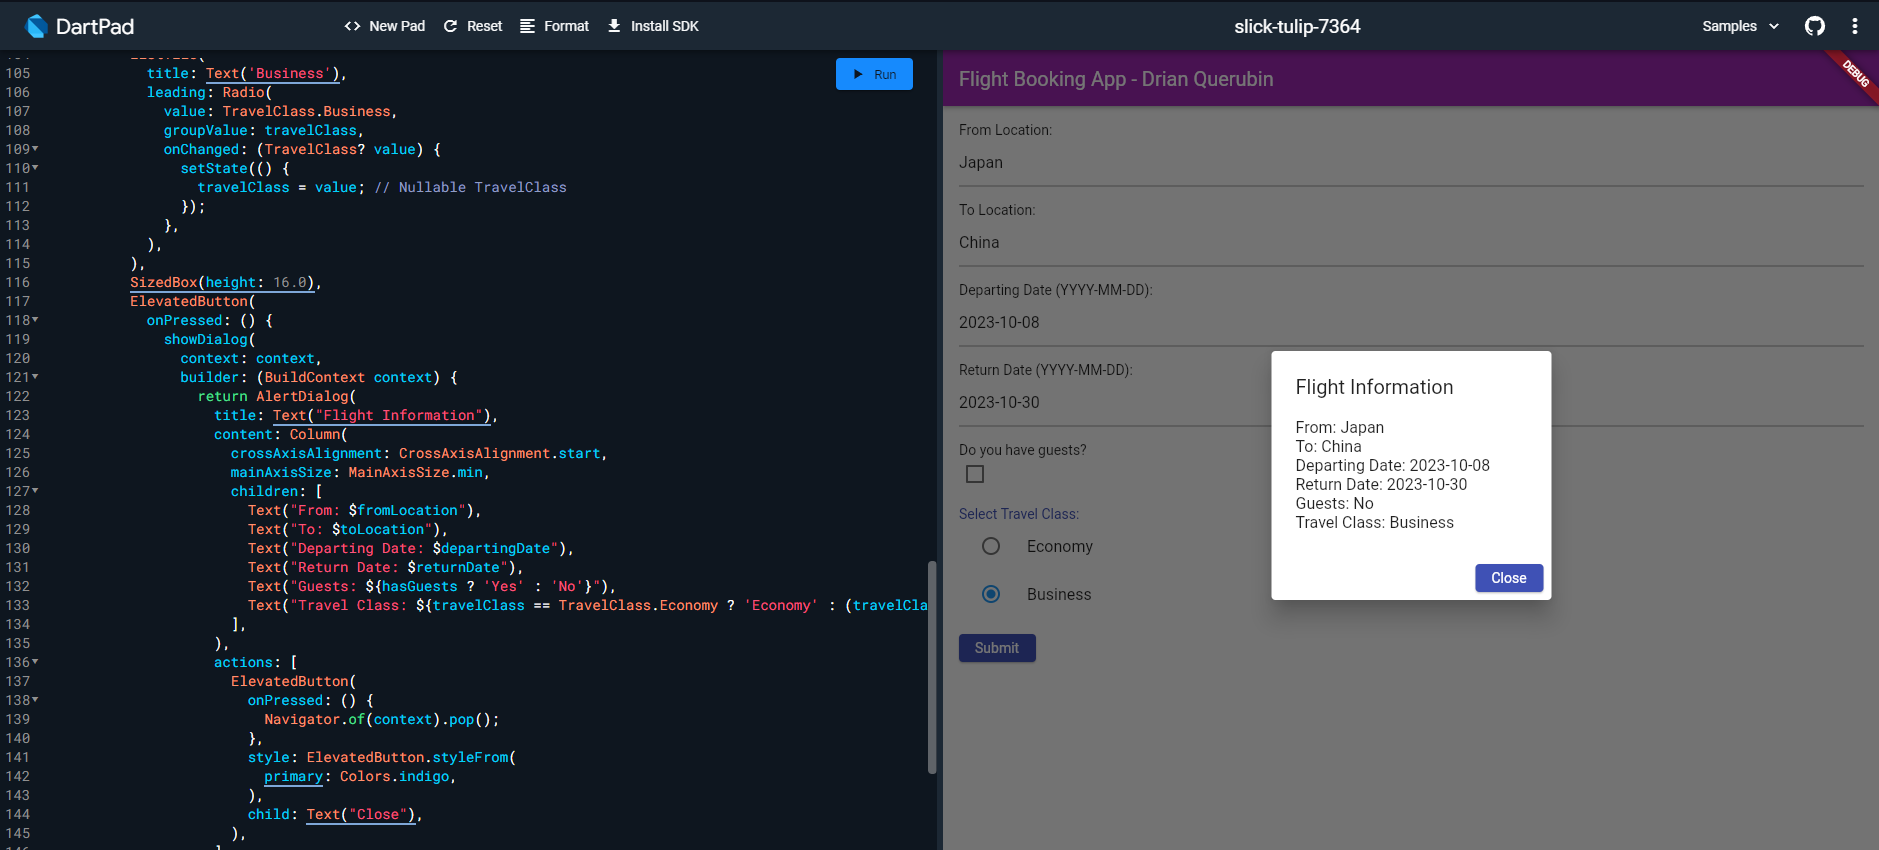 DartPad
New Pad
Reset
Format
Install SDK
slick-tulip-7364
Samples
105 title: Text('Business'),
106 leading: Radio(
107 value: TravelClass.Business,
108 groupValue: travelClass,
109 onChanged: (TravelClass? value) {
110 setState(() {
111 travelClass = value; // Nullable TravelClass
112 });
113 },
114 ),
115 ),
116 SizedBox(height: 16.0),
117 ElevatedButton(
118 onPressed: () {
119 showDialog(
120 context: context,
121 builder: (BuildContext context) {
122 return AlertDialog(
123 title: Text("Flight Information"),
124 content: Column(
125 crossAxisAlignment: CrossAxisAlignment.start,
126 mainAxisSize: MainAxisSize.min,
127 children: [
128 Text("From: $fromLocation"),
129 Text("To: $toLocation"),
130 Text("Departing Date: $departingDate"),
131 Text("Return Date: $returnDate"),
132 Text("Guests: ${hasGuests ? 'Yes' : 'No'}"),
133 Text("Travel Class: ${travelClass == TravelClass.Economy ? 'Economy' : (travelCla
134 ],
135 ),
136 actions: [
137 ElevatedButton(
138 onPressed: () {
139 Navigator.of(context).pop();
140 },
141 style: ElevatedButton.styleFrom(
142 primary: Colors.indigo,
143 ),
144 child: Text("Close"),
145 ),
Run
Flight Booking App - Drian Querubin
DEBUG
From Location:
Japan
To Location:
China
Departing Date (YYYY-MM-DD):
2023-10-08
Return Date (YYYY-MM-DD):
2023-10-30
Do you have guests?
Select Travel Class:
Economy
Business
Submit
Flight Information
From: Japan
To: China
Departing Date: 2023-10-08
Return Date: 2023-10-30
Guests: No
Travel Class: Business
Close